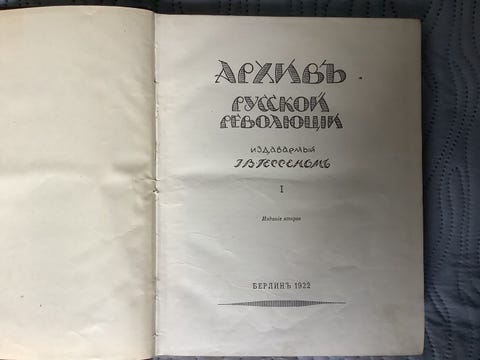 АРХИВЪ
РУССКОЙ
РЕВОЛЮЦІИ
ИЗДАВАЕМЫЙ
І.В.ГЕССЕНОМЪ
I
Изданіе второе
БЕРЛИНЪ 1922